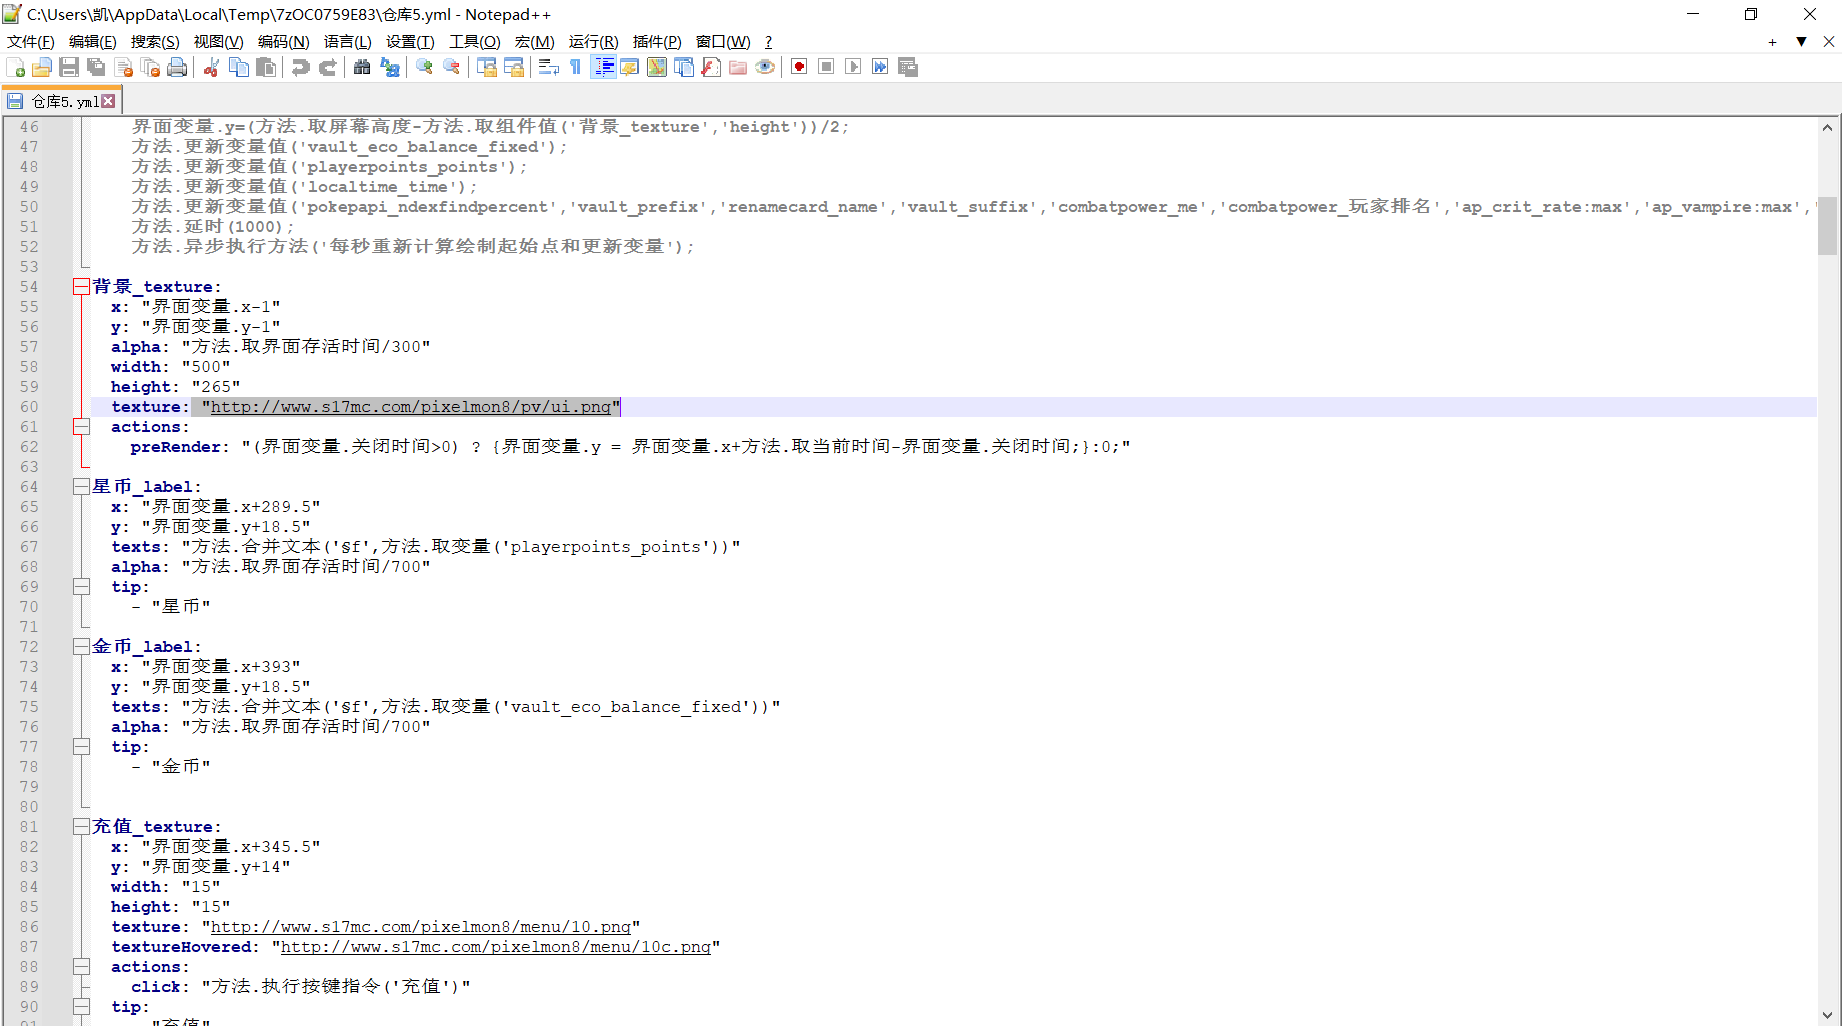 C:\Users\凯\AppData\Local\Temp\7zOC0759E83\仓库5.yml - Notepad++
文件(F) 编辑(E) 搜索(S) 视图(V) 编码(N) 语言(L) 设置(T) 工具(O) 宏(M) 运行(R) 插件(P) 窗口(W) ?
仓库5.yml
46 界面变量.y=(方法.取屏幕高度-方法.取组件值('背景_texture','height'))/2;
47 方法.更新变量值('vault_eco_balance_fixed');
48 方法.更新变量值('playerpoints_points');
49 方法.更新变量值('localtime_time');
50 方法.更新变量值('pokepapi_ndexfindpercent','vault_prefix','renamecard_name','vault_suffix','combatpower_me','combatpower_玩家排名','ap_crit_rate:max','ap_vampire:max','
51 方法.延时(1000);
52 方法.异步执行方法('每秒重新计算绘制起始点和更新变量');
53
54 背景_texture:
55 x: "界面变量.x-1"
56 y: "界面变量.y-1"
57 alpha: "方法.取界面存活时间/300"
58 width: "500"
59 height: "265"
60 texture: "http://www.s17mc.com/pixelmon8/pv/ui.png"
61 actions:
62 preRender: "(界面变量.关闭时间>0) ? {界面变量.y = 界面变量.x+方法.取当前时间-界面变量.关闭时间;}:0;"
63
64 星币_label:
65 x: "界面变量.x+289.5"
66 y: "界面变量.y+18.5"
67 texts: "方法.合并文本('§f',方法.取变量('playerpoints_points'))"
68 alpha: "方法.取界面存活时间/700"
69 tip:
70 - "星币"
71
72 金币_label:
73 x: "界面变量.x+393"
74 y: "界面变量.y+18.5"
75 texts: "方法.合并文本('§f',方法.取变量('vault_eco_balance_fixed'))"
76 alpha: "方法.取界面存活时间/700"
77 tip:
78 - "金币"
79
80
81 充值_texture:
82 x: "界面变量.x+345.5"
83 y: "界面变量.y+14"
84 width: "15"
85 height: "15"
86 texture: "http://www.s17mc.com/pixelmon8/menu/10.png"
87 textureHovered: "http://www.s17mc.com/pixelmon8/menu/10c.png"
88 actions:
89 click: "方法.执行按键指令('充值')"
90 tip:
91 "充值"